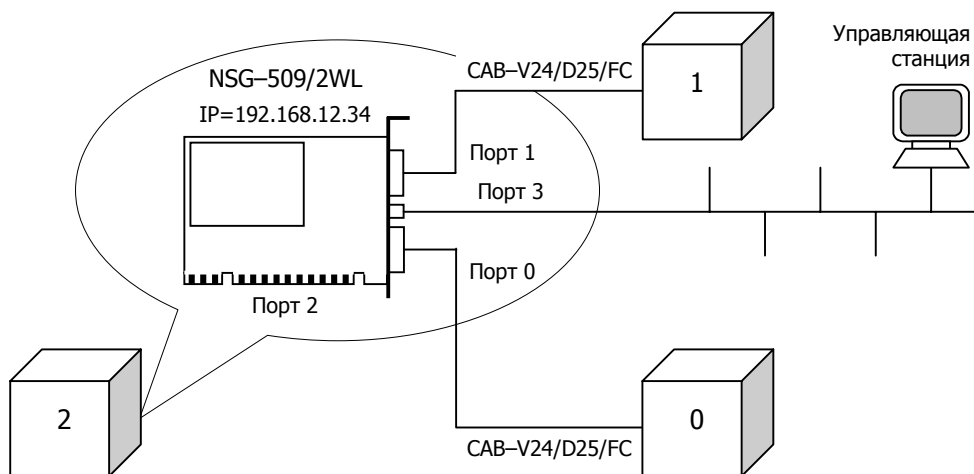 Управляющая
станция
CAB–V24/D25/FC
1
NSG–509/2WL
IP=192.168.12.34
Порт 1
Порт 3
Порт 0
Порт 2
2
0
CAB–V24/D25/FC